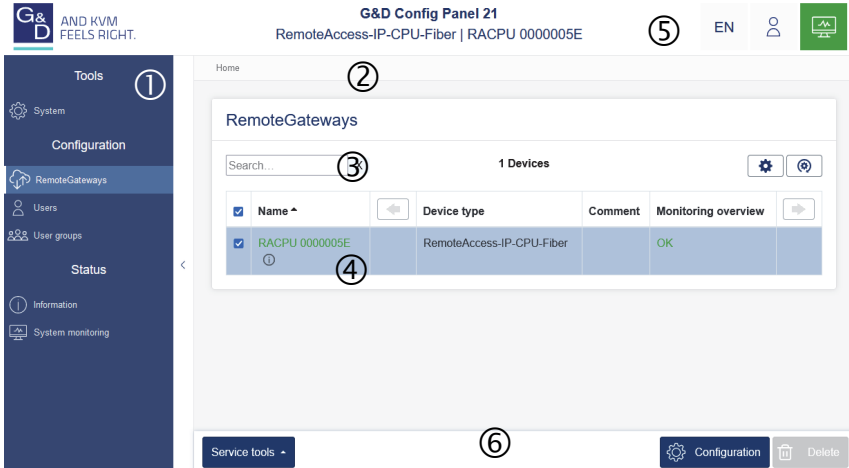 G&D
AND KVM
FEELS RIGHT.
G&D Config Panel 21
RemoteAccess-IP-CPU-Fiber | RACPU 0000005E
⑤
EN
Tools
①
System
Configuration
RemoteGateways
Users
User groups
Status
Information
System monitoring
Home
②
RemoteGateways
Search...
③
1 Devices
Name
Device type
Comment
Monitoring overview
RACPU 0000005E
RemoteAccess-IP-CPU-Fiber
OK
④
Service tools
⑥
Configuration
Delete